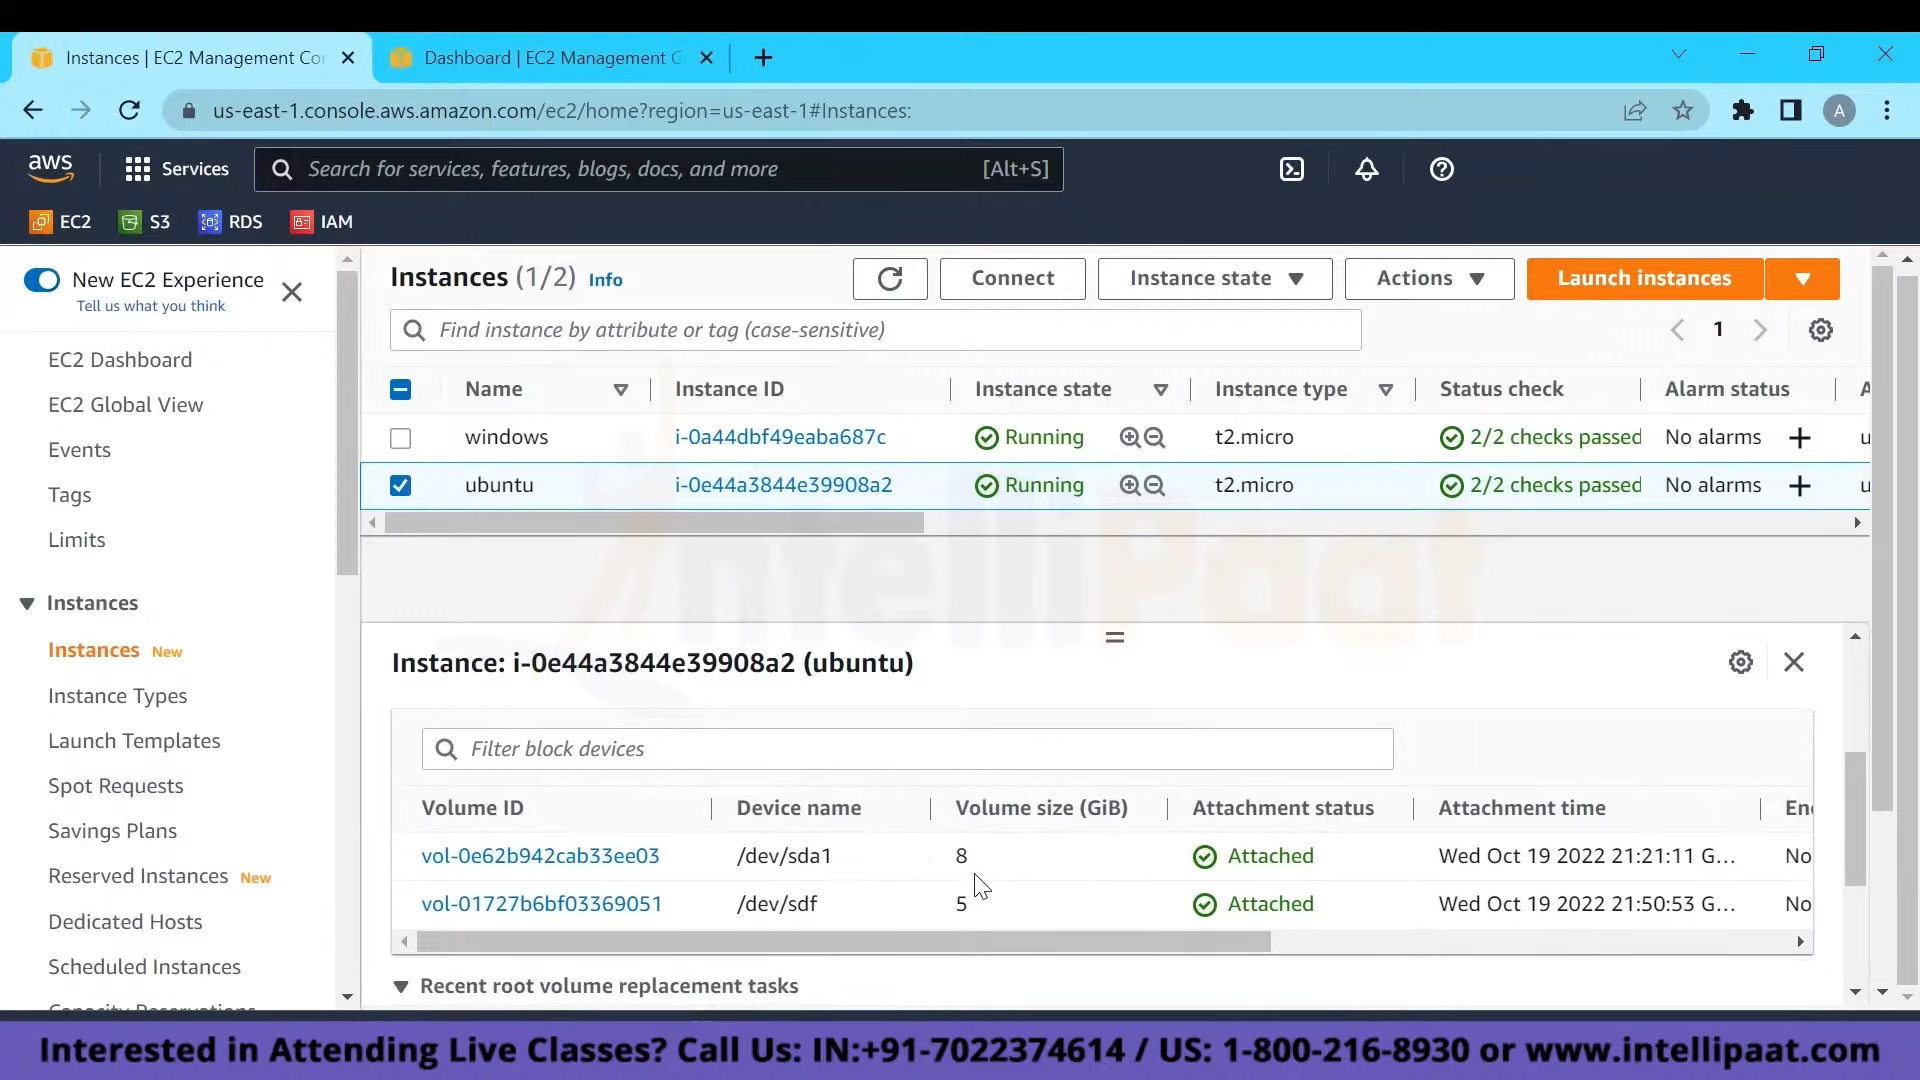 Instances | EC2 Management Cor
Dashboard | EC2 Management C
us-east-1.console.aws.amazon.com/ec2/home?region=us-east-1#Instances:
A
aws
Services
Search for services, features, blogs, docs, and more
[Alt+S]
EC2
S3
RDS
IAM
New EC2 Experience
Tell us what you think
EC2 Dashboard
EC2 Global View
Events
Tags
Limits
Instances
Instances New
Instance Types
Launch Templates
Spot Requests
Savings Plans
Reserved Instances New
Dedicated Hosts
Scheduled Instances
Capacity Reservations
Instances (1/2) Info
Connect
Instance state
Actions
Launch instances
Find instance by attribute or tag (case-sensitive)
1
Name Instance ID Instance state Instance type Status check Alarm status A
windows i-0a44dbf49eaba687c Running t2.micro 2/2 checks passed No alarms u
ubuntu i-0e44a3844e39908a2 Running t2.micro 2/2 checks passed No alarms u
IntelliPaat
Instance: i-0e44a3844e39908a2 (ubuntu)
Filter block devices
Volume ID Device name Volume size (GiB) Attachment status Attachment time Enc
vol-0e62b942cab33ee03 /dev/sda1 8 Attached Wed Oct 19 2022 21:21:11 G... No
vol-01727b6bf03369051 /dev/sdf 5 Attached Wed Oct 19 2022 21:50:53 G... No
Recent root volume replacement tasks
Interested in Attending Live Classes? Call Us: IN:+91-7022374614 / US: 1-800-216-8930 or www.intellipaat.com